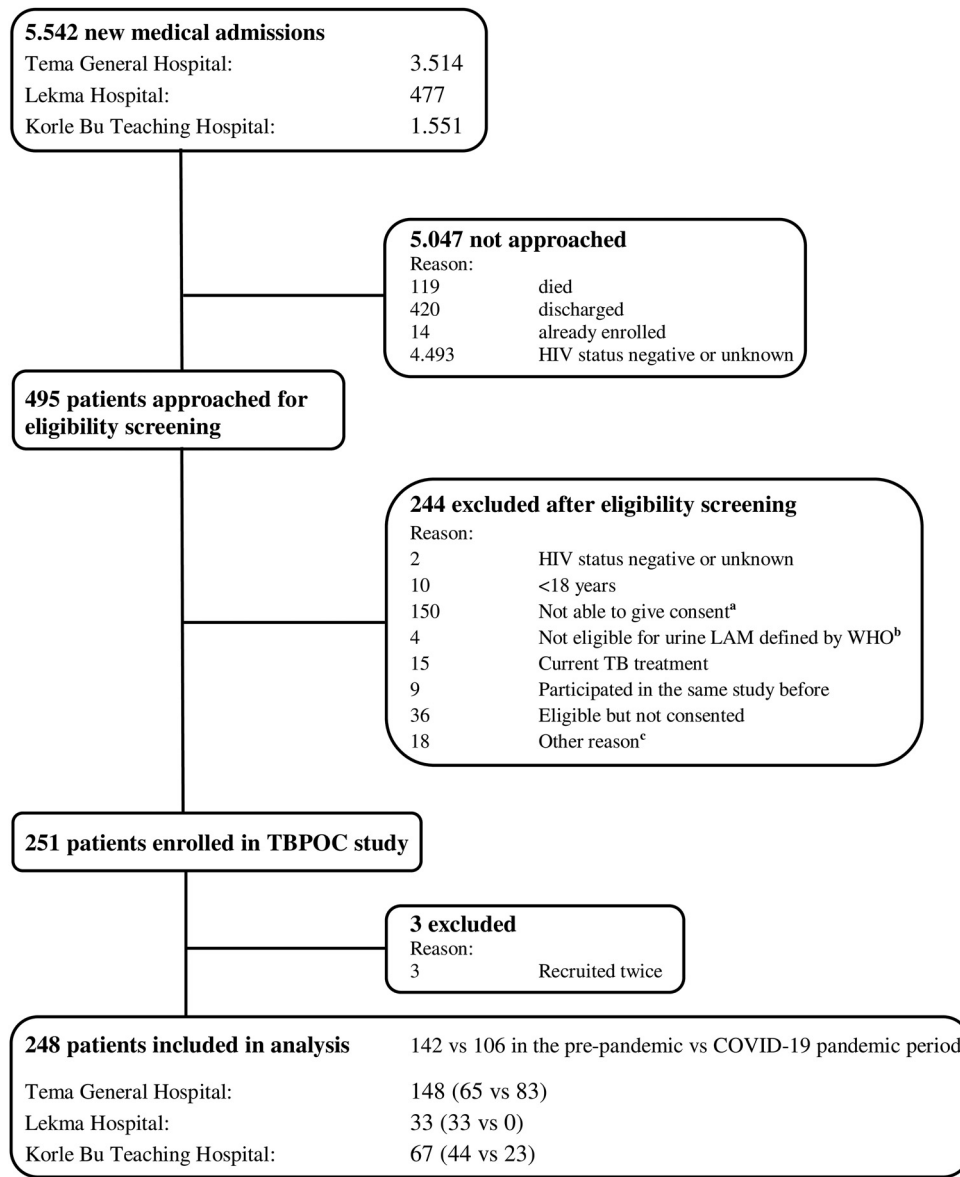 5.542 new medical admissions
Tema General Hospital: 3.514
Lekma Hospital: 477
Korle Bu Teaching Hospital: 1.551
5.047 not approached
Reason:
119 died
420 discharged
14 already enrolled
4.493 HIV status negative or unknown
495 patients approached for
eligibility screening
244 excluded after eligibility screening
Reason:
2 HIV status negative or unknown
10 <18 years
150 Not able to give consentᵃ
4 Not eligible for urine LAM defined by WHOᵇ
15 Current TB treatment
9 Participated in the same study before
36 Eligible but not consented
18 Other reasonᶜ
251 patients enrolled in TBPOC study
3 excluded
Reason:
3 Recruited twice
248 patients included in analysis 142 vs 106 in the pre-pandemic vs COVID-19 pandemic period
Tema General Hospital: 148 (65 vs 83)
Lekma Hospital: 33 (33 vs 0)
Korle Bu Teaching Hospital: 67 (44 vs 23)